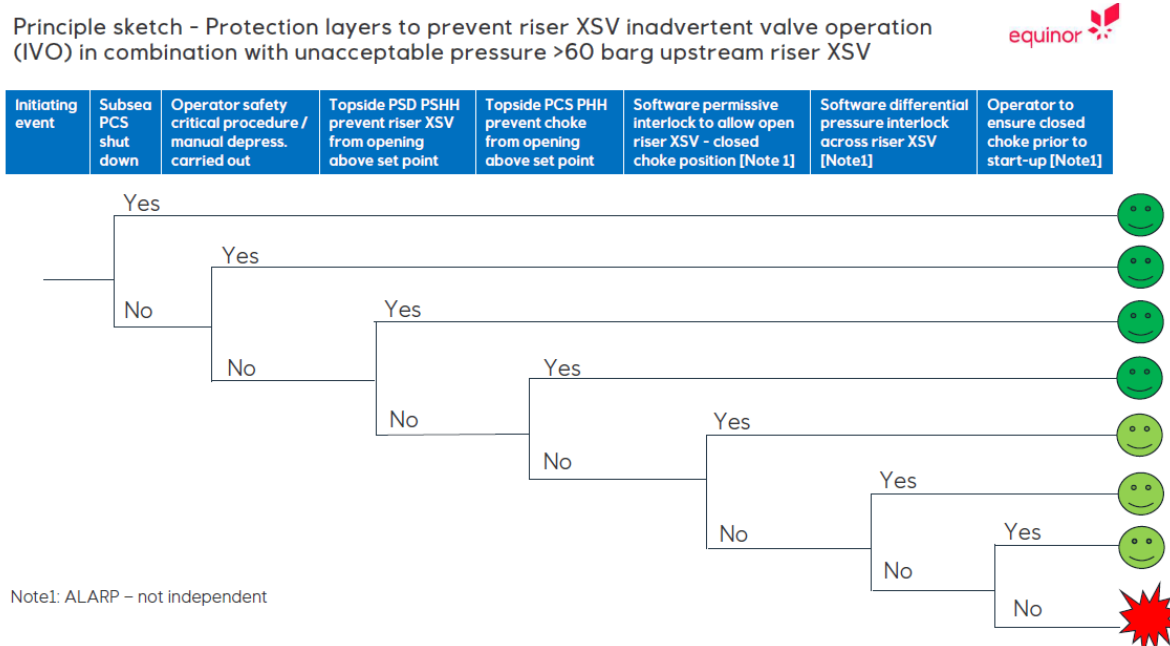 Principle sketch - Protection layers to prevent riser XSV inadvertent valve operation
(IVO) in combination with unacceptable pressure >60 barg upstream riser XSV
equinor
Initiating
event
Subsea
PCS
shut
down
Operator safety
critical procedure /
manual depress.
carried out
Topside PSD PSHH
prevent riser XSV
from opening
above set point
Topside PCS PHH
prevent choke
from opening
above set point
Software permissive
interlock to allow open
riser XSV - closed
choke position [Note 1]
Software differential
pressure interlock
across riser XSV
[Note1]
Operator to
ensure closed
choke prior to
start-up [Note1]
Yes
Yes
No
Yes
No
Yes
No
Yes
No
Yes
No
Yes
No
No
Note1: ALARP – not independent